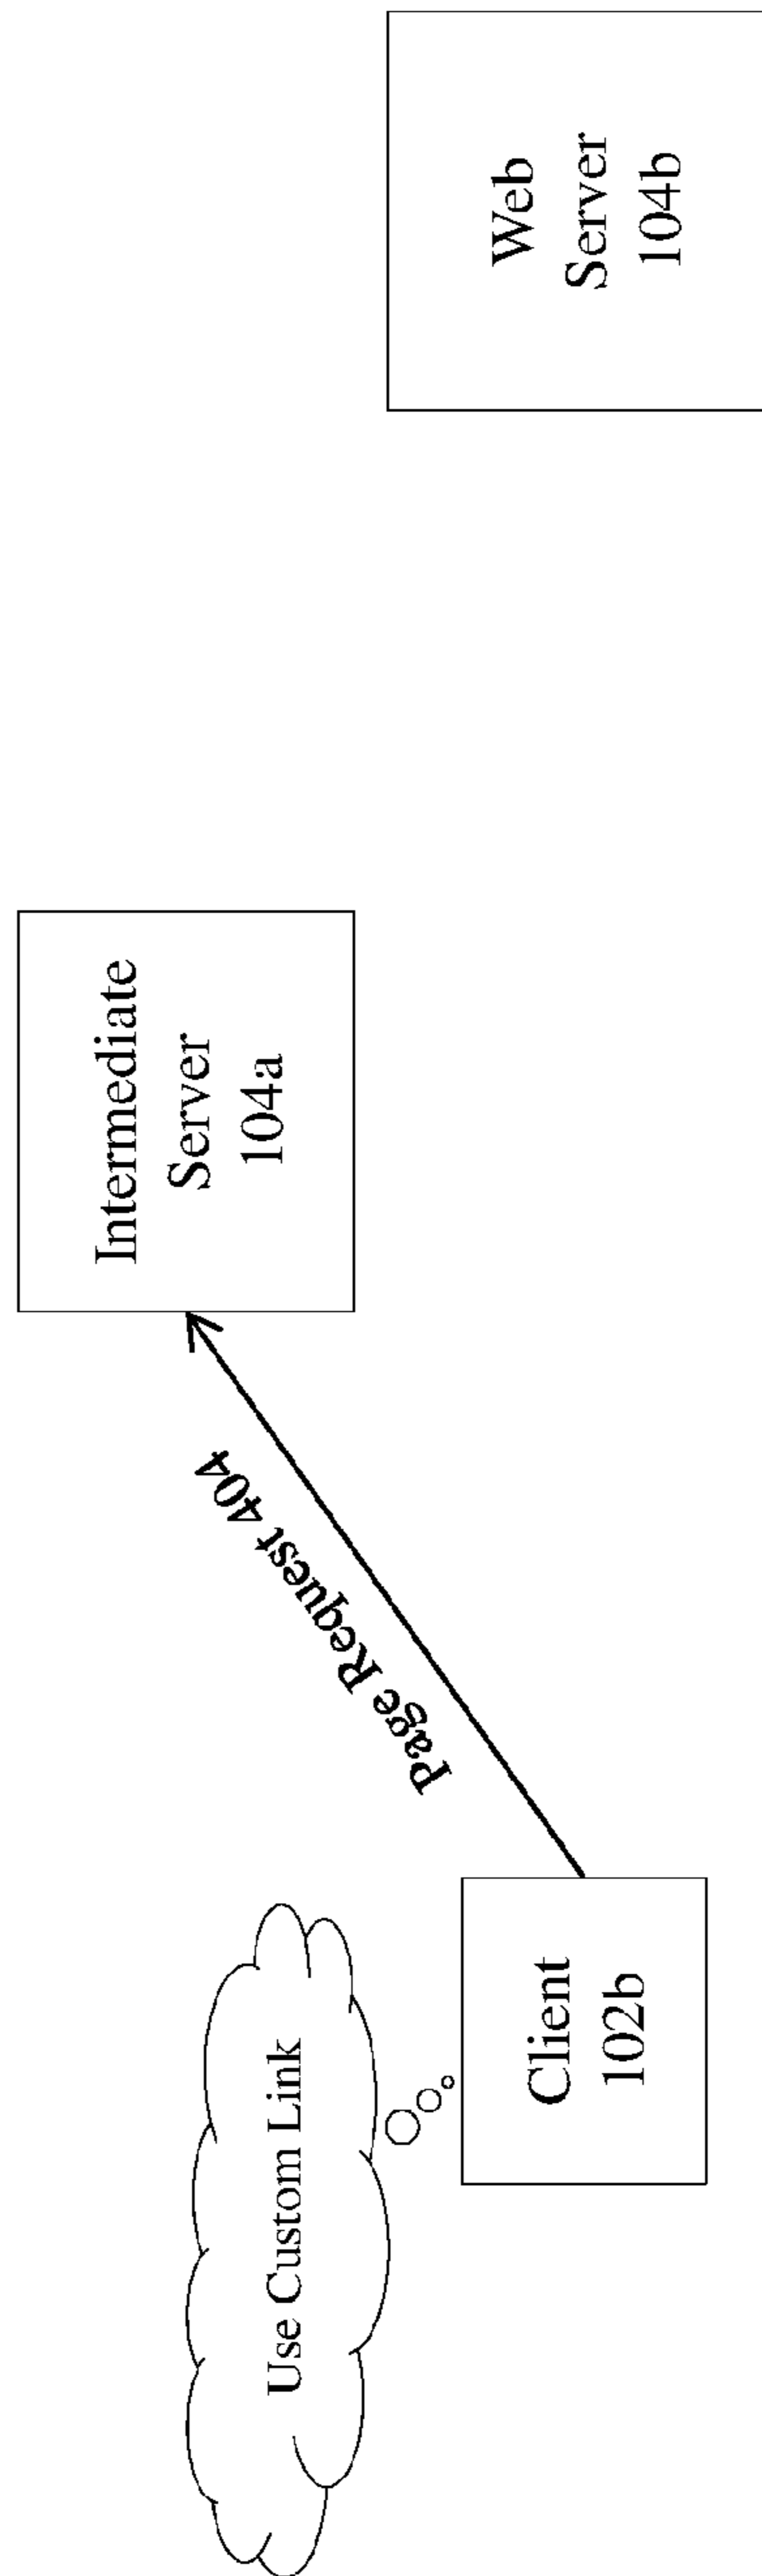 Use Custom Link
Client
102b
Page Request 404
Intermediate
Server
104a
Web
Server
104b